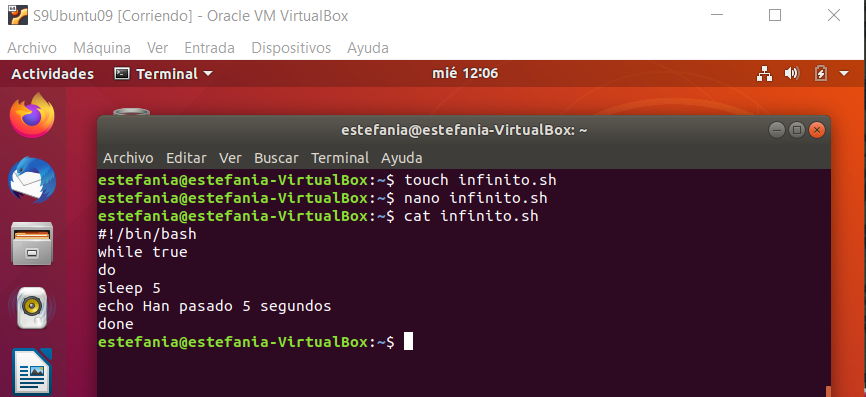 S9Ubuntu09 [Corriendo] - Oracle VM VirtualBox
Archivo Máquina Ver Entrada Dispositivos Ayuda
Actividades Terminal mié 12:06
estefania@estefania-VirtualBox: ~
Archivo Editar Ver Buscar Terminal Ayuda
estefania@estefania-VirtualBox:~$ touch infinito.sh
estefania@estefania-VirtualBox:~$ nano infinito.sh
estefania@estefania-VirtualBox:~$ cat infinito.sh
#!/bin/bash
while true
do
sleep 5
echo Han pasado 5 segundos
done
estefania@estefania-VirtualBox:~$